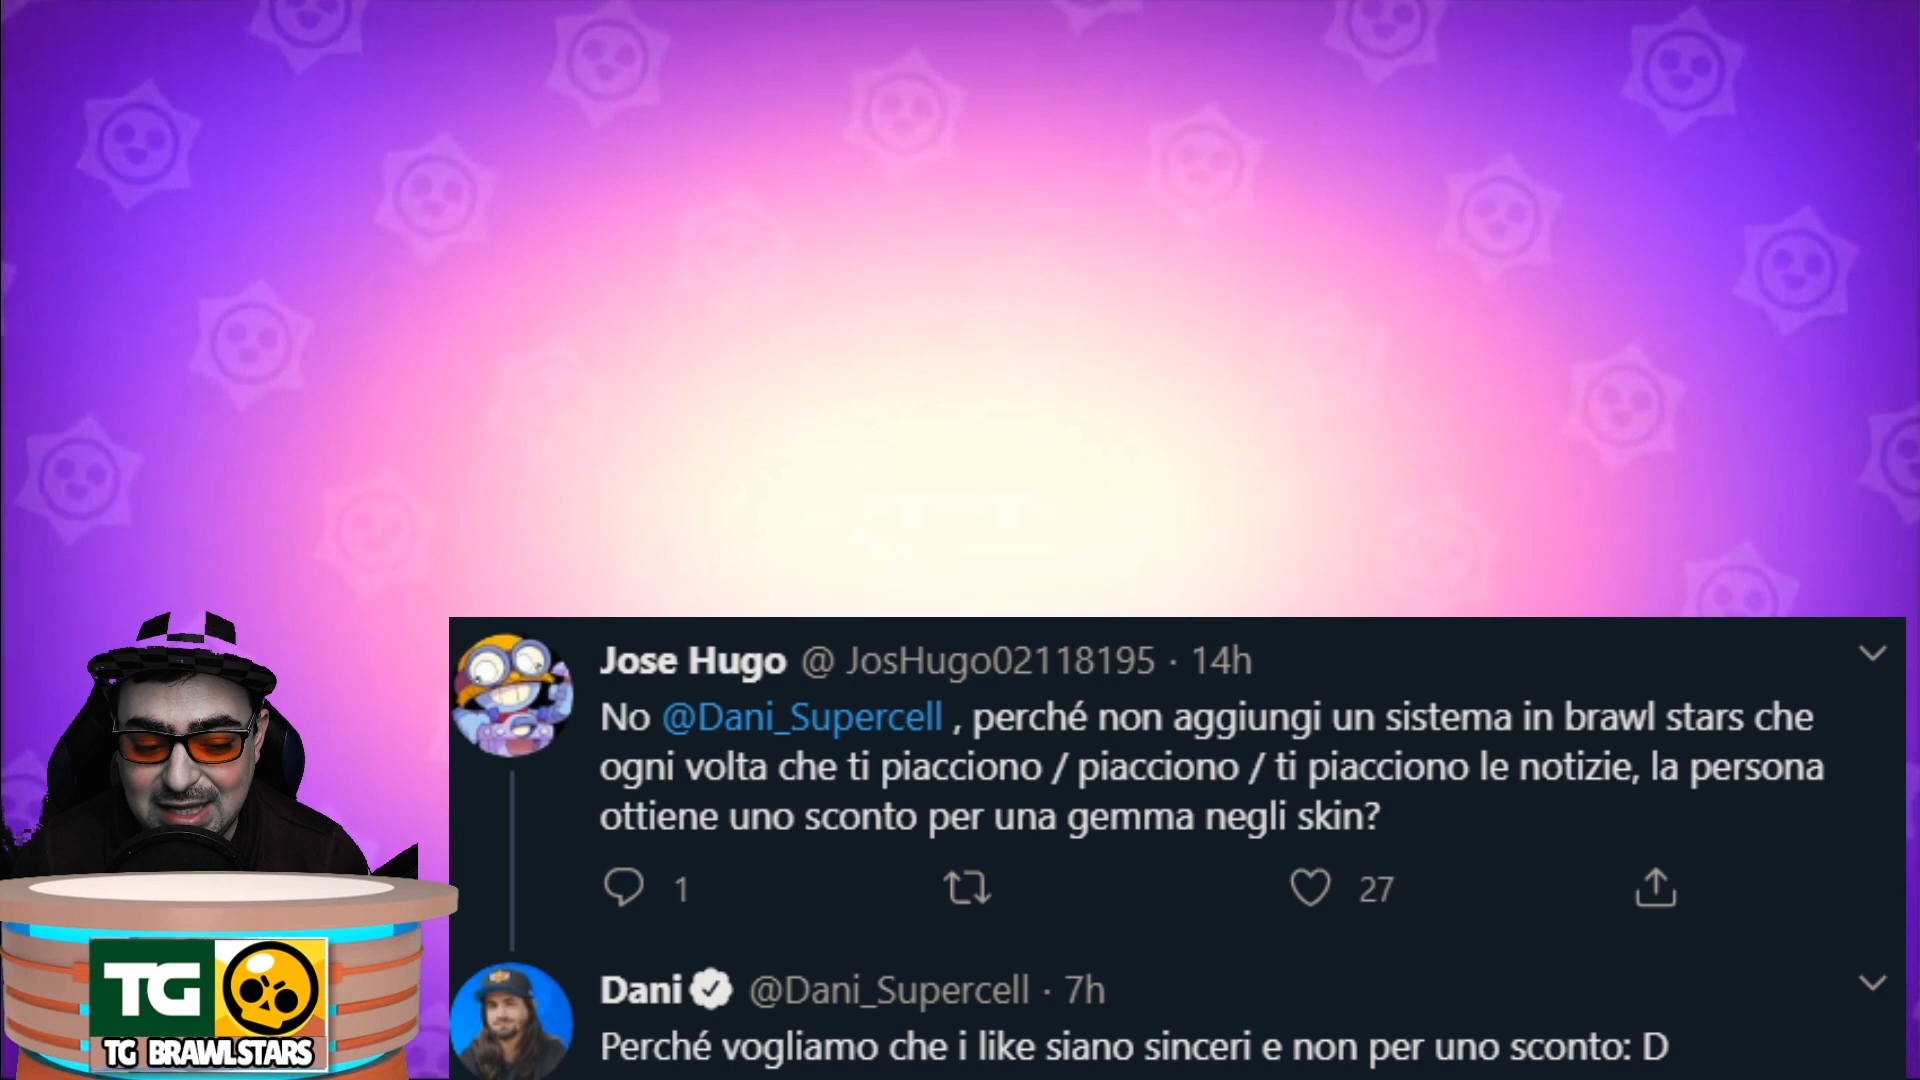 Jose Hugo @ JosHugo02118195 · 14h
No @Dani_Supercell , perché non aggiungi un sistema in brawl stars che
ogni volta che ti piacciono / piacciono / ti piacciono le notizie, la persona
ottiene uno sconto per una gemma negli skin?
1 27
Dani @Dani_Supercell · 7h
Perché vogliamo che i like siano sinceri e non per uno sconto: D
TG
TG BRAWLSTARS